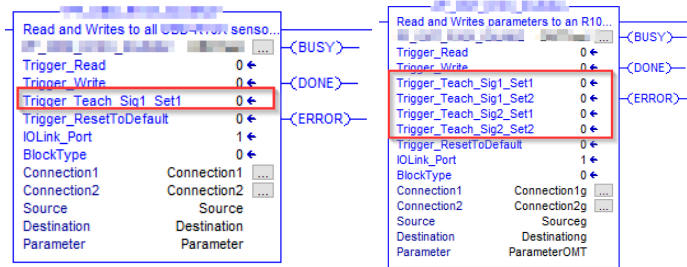 Read and Writes to all senso...
...
Trigger_Read 0
Trigger_Write 0
Trigger_Teach_Sig1_Set1 0
Trigger_ResetToDefault 0
IOLink_Port 1
BlockType 0
Connection1 Connection1 ...
Connection2 Connection2 ...
Source Source
Destination Destination
Parameter Parameter
(BUSY)
(DONE)
(ERROR)
Read and Writes parameters to an R10...
...
Trigger_Read 0
Trigger_Write 0
Trigger_Teach_Sig1_Set1 0
Trigger_Teach_Sig1_Set2 0
Trigger_Teach_Sig2_Set1 0
Trigger_Teach_Sig2_Set2 0
Trigger_ResetToDefault 0
IOLink_Port 1
BlockType 0
Connection1 Connection1g ...
Connection2 Connection2g ...
Source Sourceg
Destination Destinationg
Parameter ParameterOMT
(BUSY)
(DONE)
(ERROR)